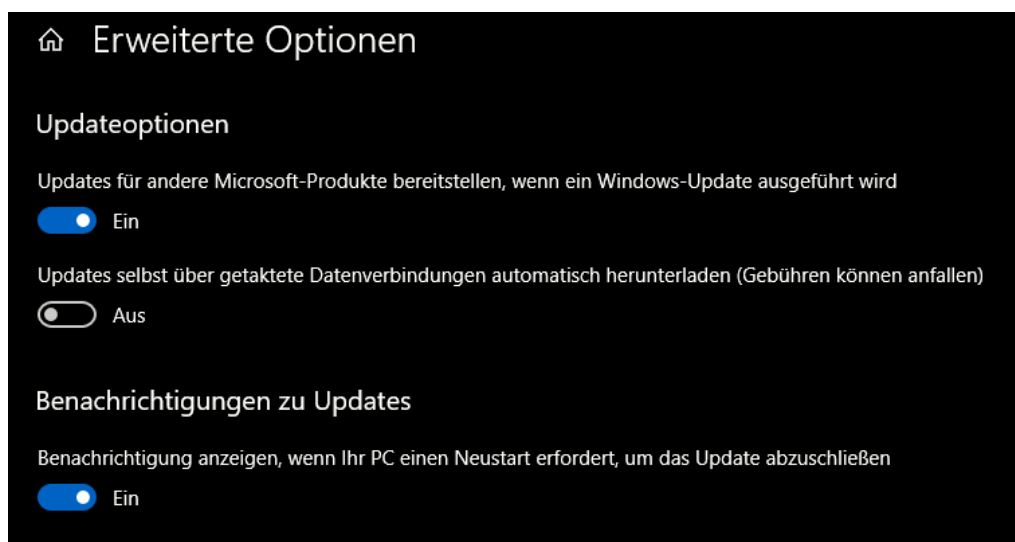 Erweiterte Optionen
Updateoptionen
Updates für andere Microsoft-Produkte bereitstellen, wenn ein Windows-Update ausgeführt wird
Ein
Updates selbst über getaktete Datenverbindungen automatisch herunterladen (Gebühren können anfallen)
Aus
Benachrichtigungen zu Updates
Benachrichtigung anzeigen, wenn Ihr PC einen Neustart erfordert, um das Update abzuschließen
Ein